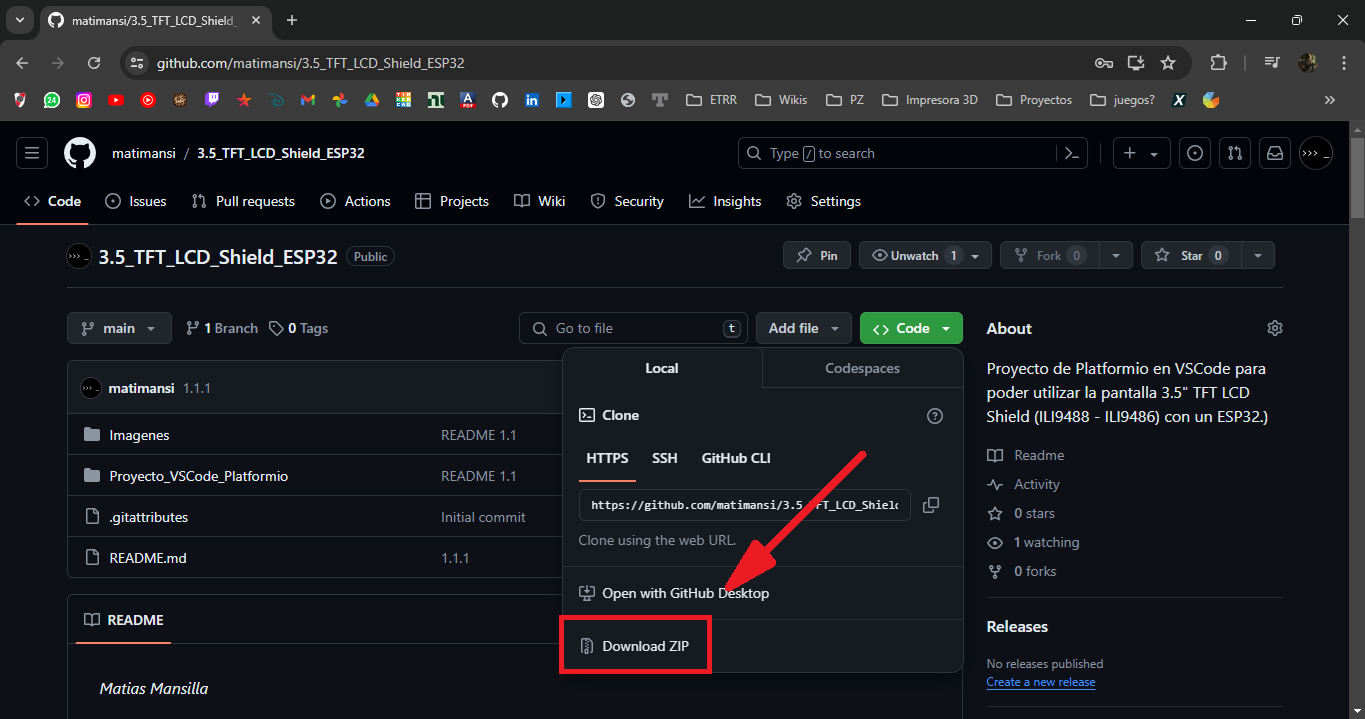 matimansi/3.5_TFT_LCD_Shield_
github.com/matimansi/3.5_TFT_LCD_Shield_ESP32
24
ETRR
Wikis
PZ
Impresora 3D
Proyectos
juegos?
matimansi / 3.5_TFT_LCD_Shield_ESP32
Type / to search
Code
Issues
Pull requests
Actions
Projects
Wiki
Security
Insights
Settings
3.5_TFT_LCD_Shield_ESP32 Public
Pin
Unwatch 1
Fork 0
Star 0
main
1 Branch
0 Tags
Go to file t
Add file
Code
About
Local
Codespaces
Proyecto de Platformio en VSCode para
poder utilizar la pantalla 3.5" TFT LCD
Shield (ILI9488 - ILI9486) con un ESP32.)
matimansi 1.1.1
Clone
Imagenes README 1.1
HTTPS SSH GitHub CLI
Readme
Proyecto_VSCode_Platformio README 1.1
Activity
https://github.com/matimansi/3.5_TFT_LCD_Shield
.gitattributes Initial commit
0 stars
Clone using the web URL.
1 watching
README.md 1.1.1
0 forks
Open with GitHub Desktop
README
Download ZIP
Releases
No releases published
Create a new release
Matias Mansilla